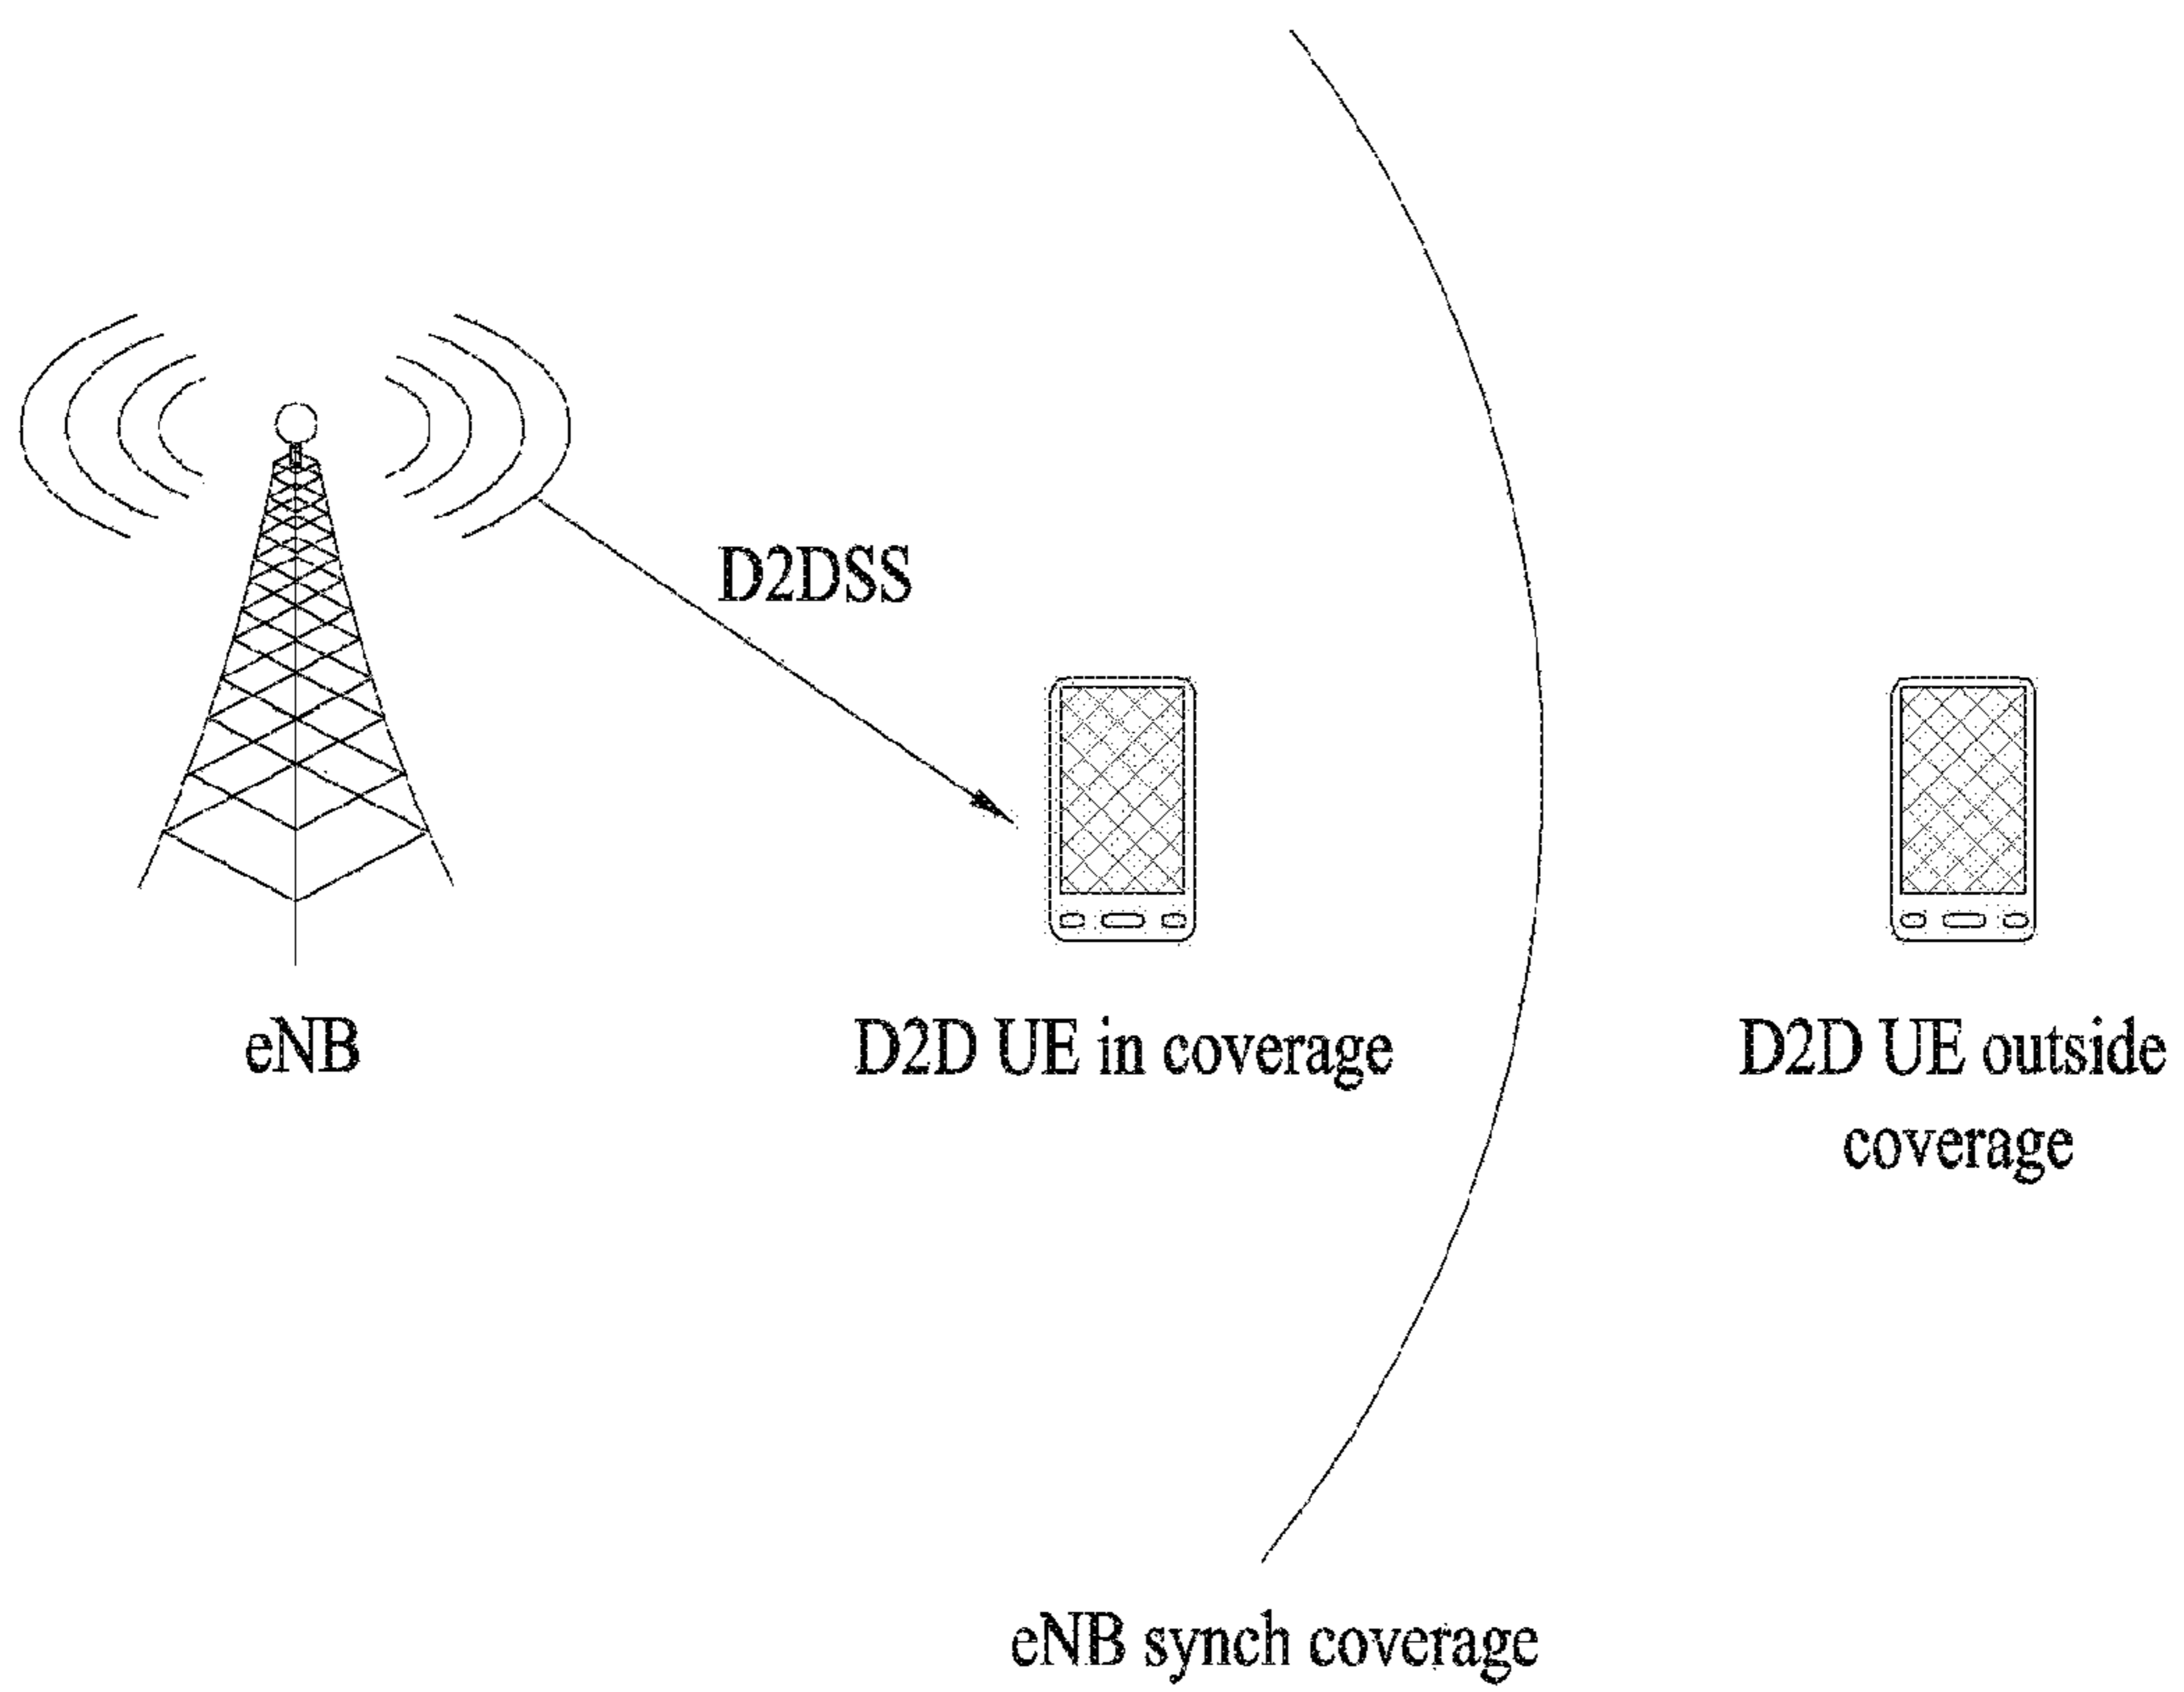 D2DSS
eNB
D2D UE in coverage
D2D UE outside
coverage
eNB synch coverage